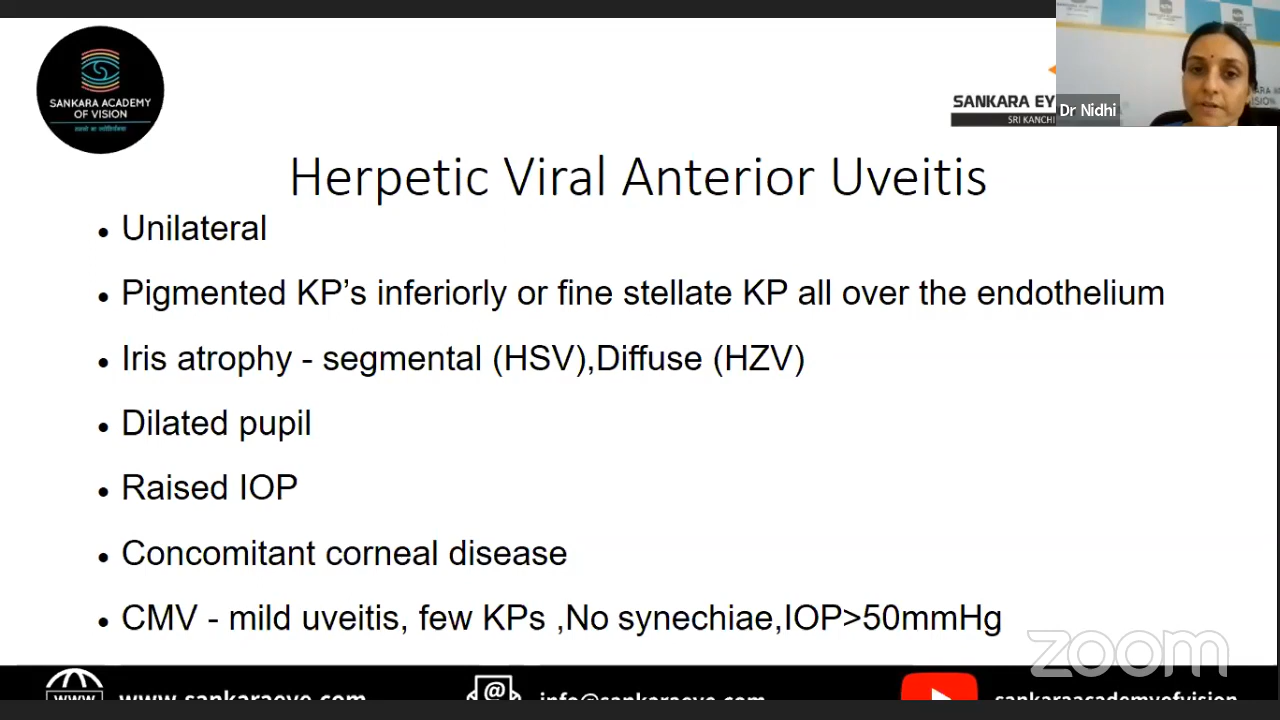 SANKARA ACADEMY
OF VISION
SANKARA EY
SRI KANCHI
Dr Nidhi
Herpetic Viral Anterior Uveitis
• Unilateral
• Pigmented KP’s inferiorly or fine stellate KP all over the endothelium
• Iris atrophy - segmental (HSV),Diffuse (HZV)
• Dilated pupil
• Raised IOP
• Concomitant corneal disease
• CMV - mild uveitis, few KPs ,No synechiae,IOP>50mmHg
zoom
www www.sankaraeye.com info@sankaraeye.com sankaraacademyofvision